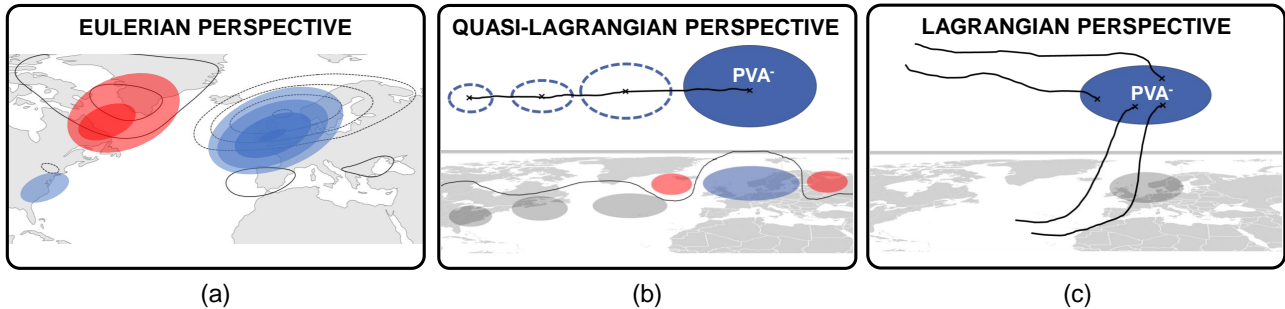 EULERIAN PERSPECTIVE
QUASI-LAGRANGIAN PERSPECTIVE
LAGRANGIAN PERSPECTIVE
PVA⁻
PVA⁻
(a)
(b)
(c)